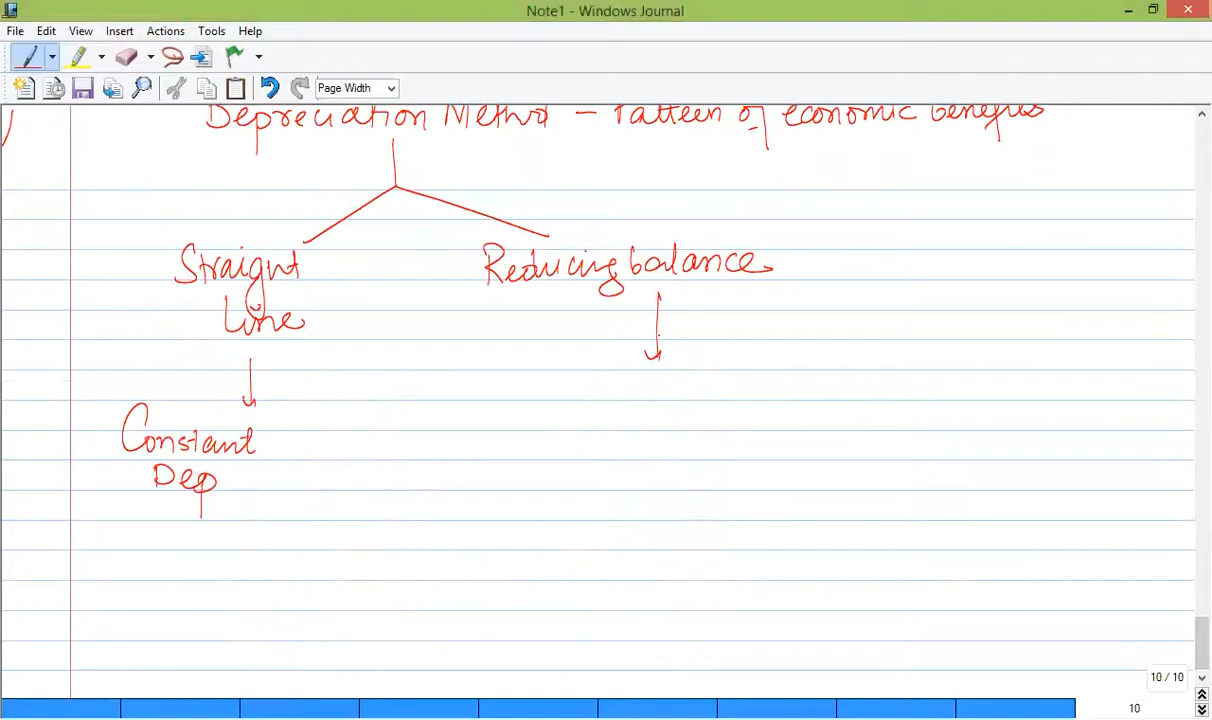 Note1 - Windows Journal
File Edit View Insert Actions Tools Help
Page Width
Depreciation Method - Pattern of economic benefits
Straight Reducing balance
Line
Constant
Dep
10 / 10
10